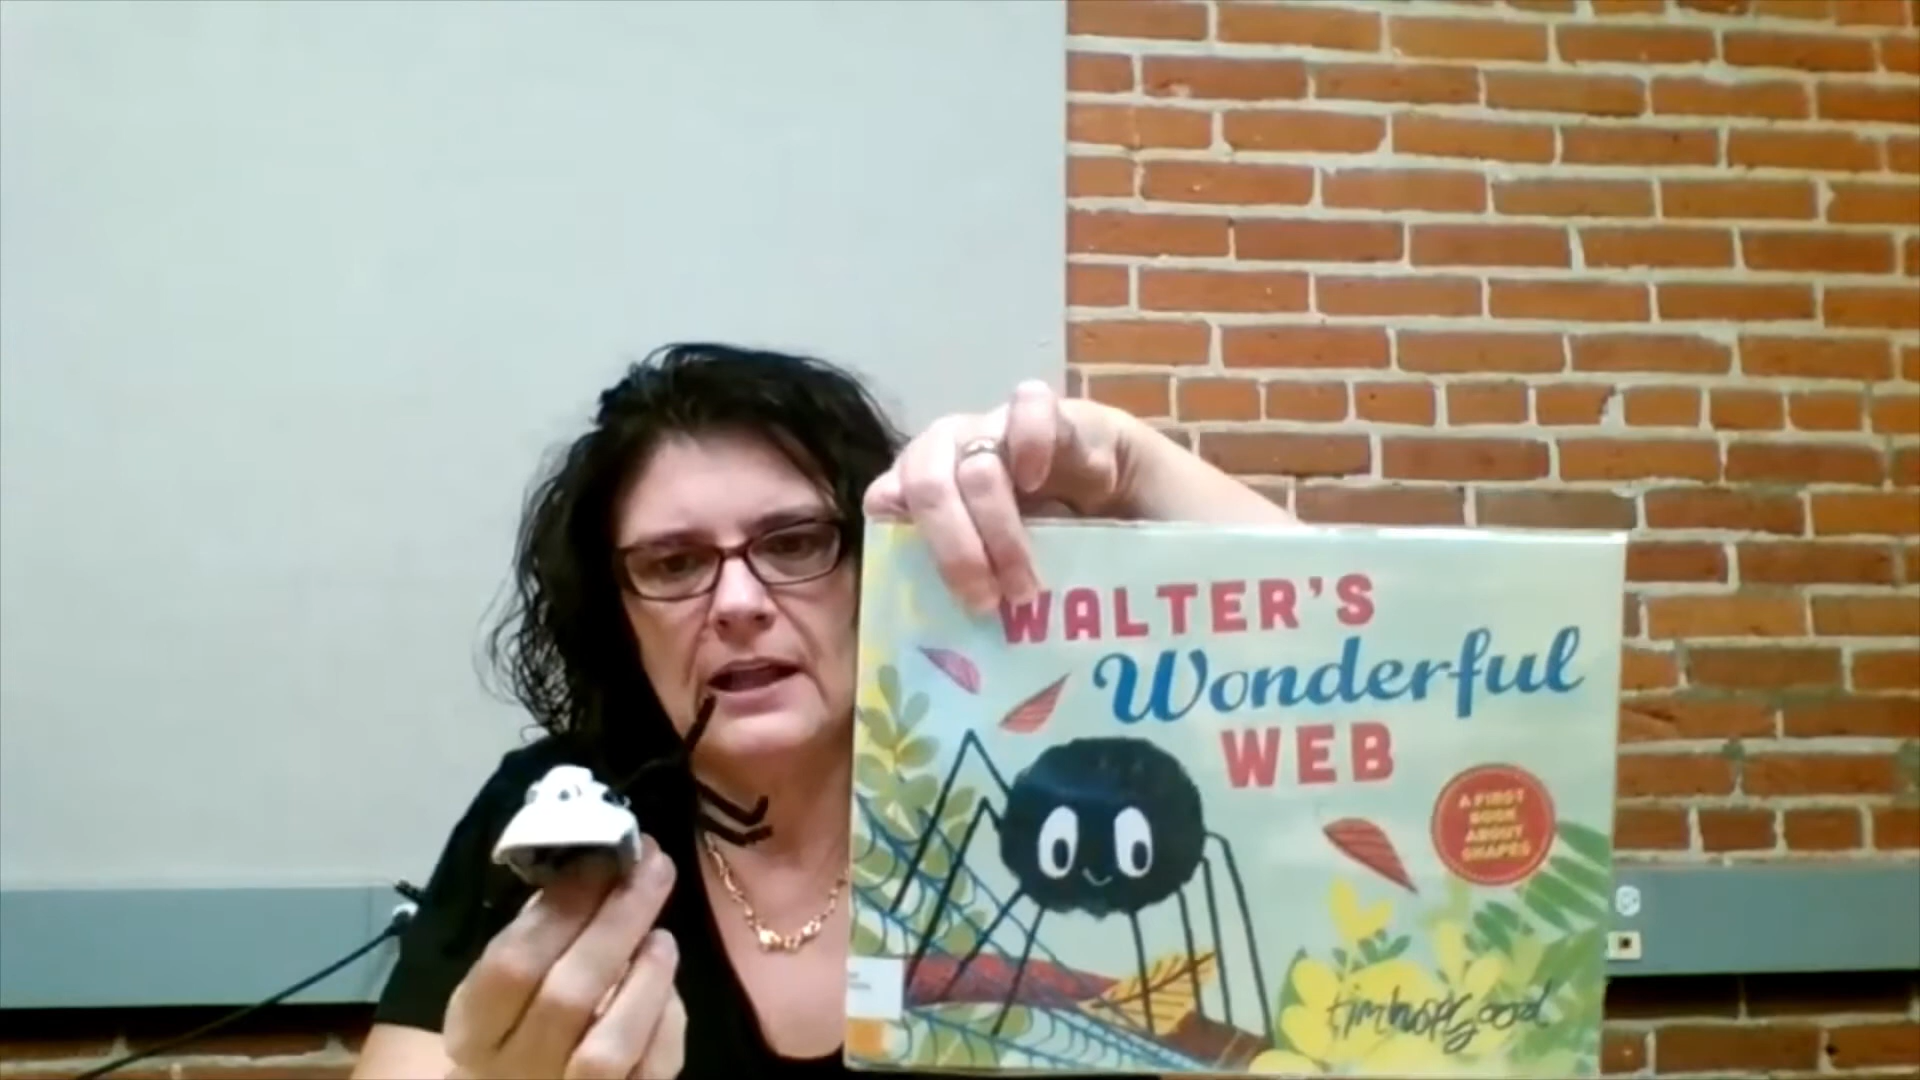 WALTER'S
Wonderful
WEB
A FIRST
BOOK
ABOUT
SHAPES
tim hopgood